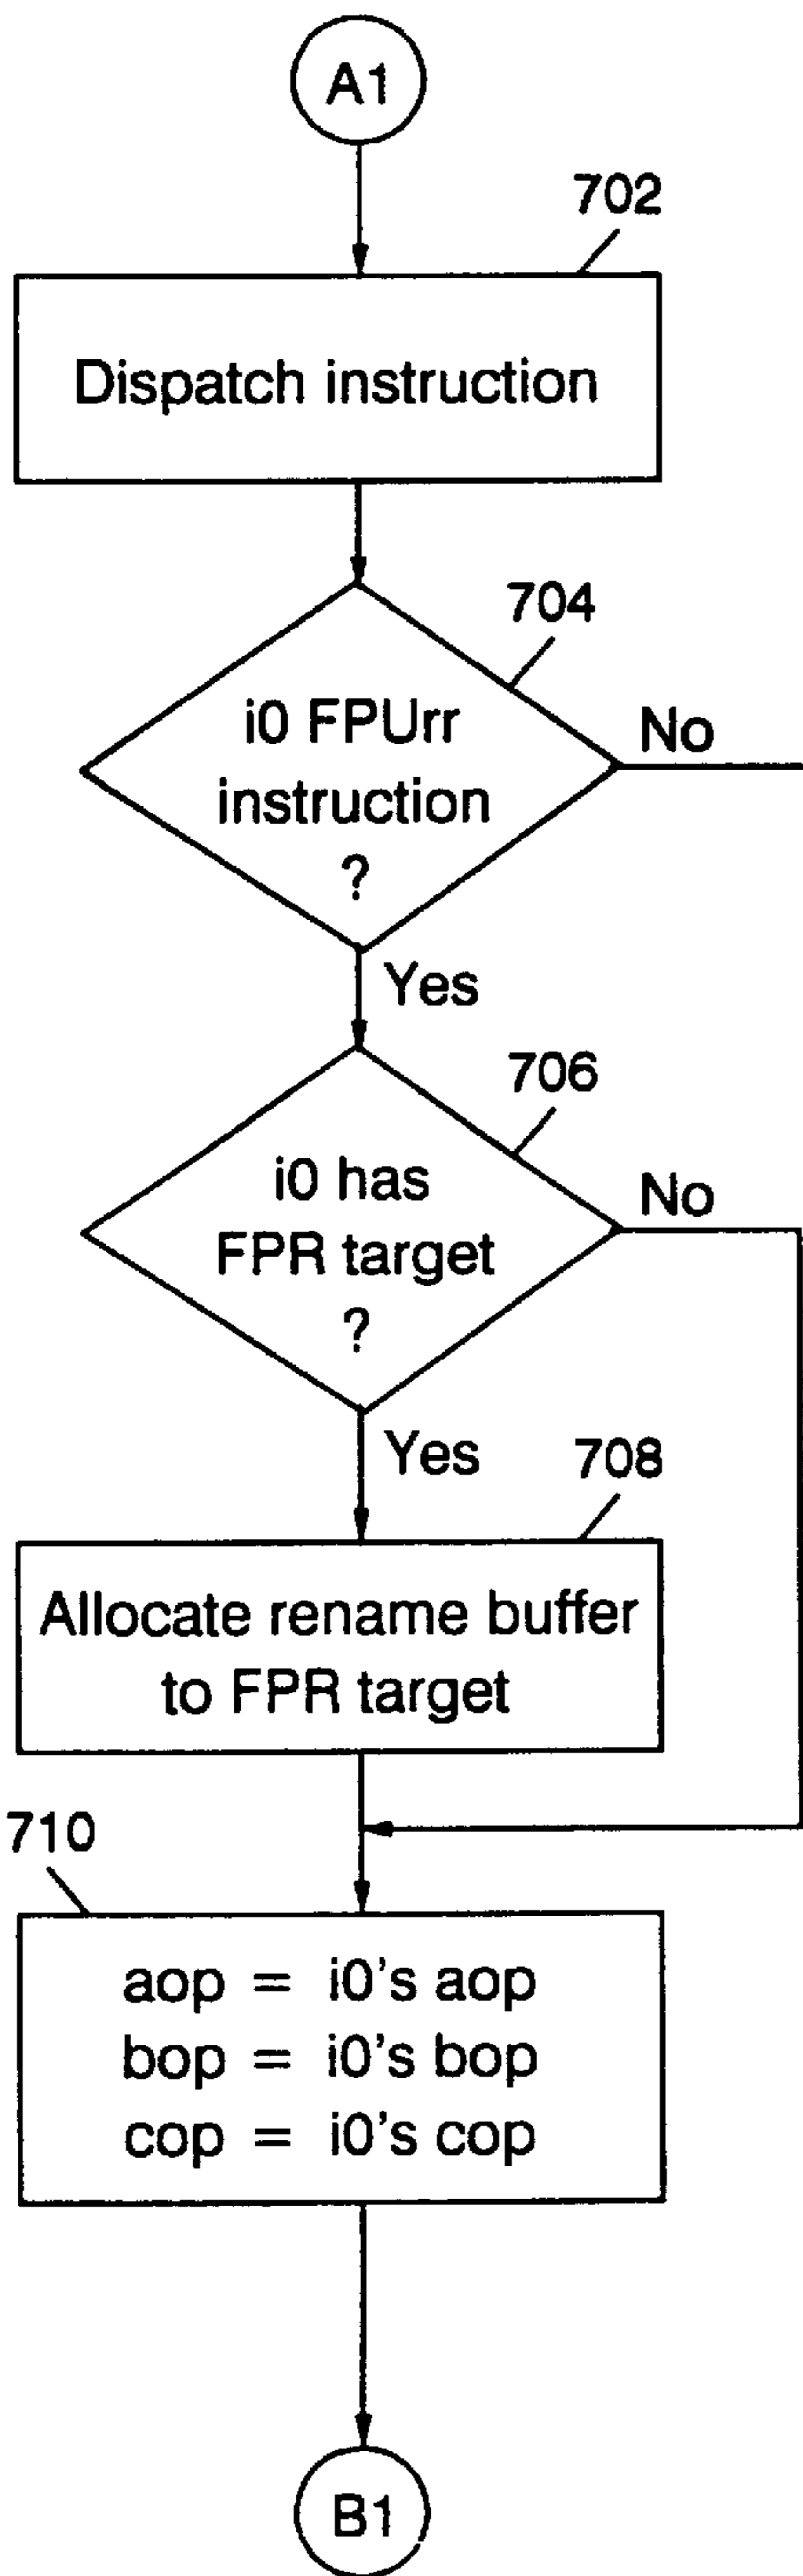 A1
702
Dispatch instruction
704
i0 FPUrr
instruction
?
No
Yes
706
i0 has
FPR target
?
No
Yes
708
Allocate rename buffer
to FPR target
710
aop = i0's aop
bop = i0's bop
cop = i0's cop
B1